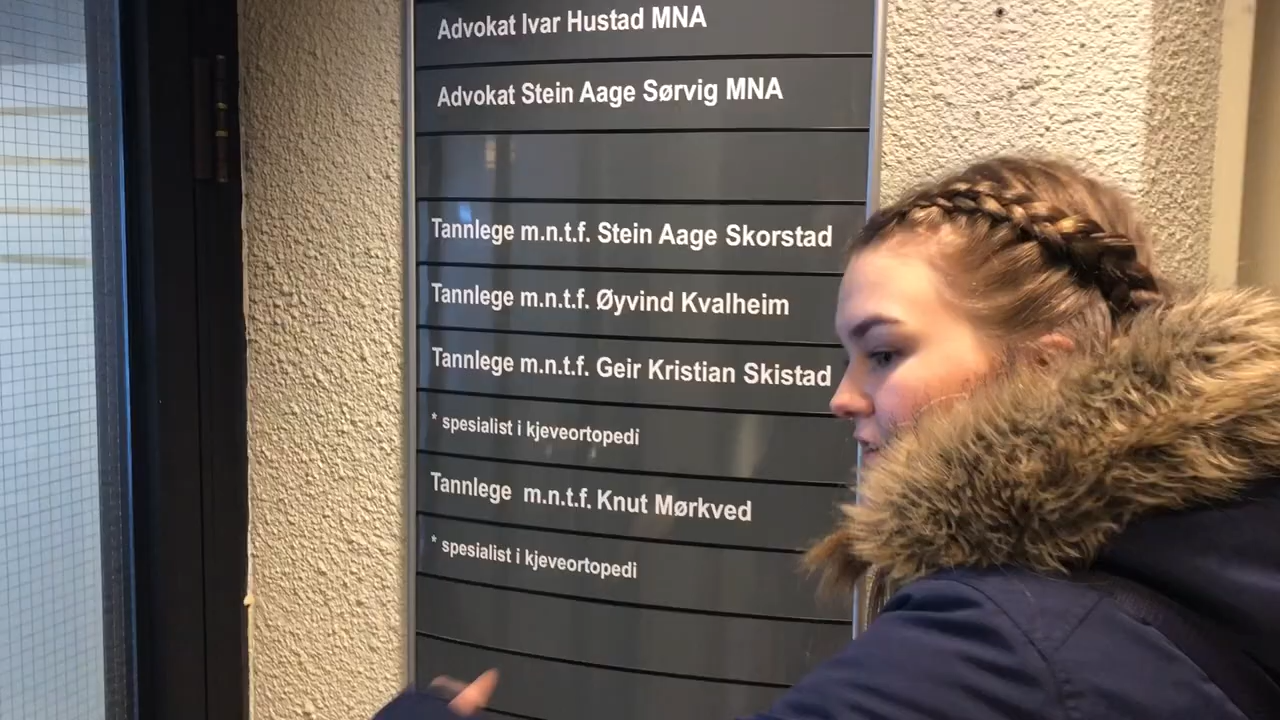 Advokat Ivar Hustad MNA
Advokat Stein Aage Sørvig MNA
Tannlege m.n.t.f. Stein Aage Skorstad
Tannlege m.n.t.f. Øyvind Kvalheim
Tannlege m.n.t.f. Geir Kristian Skistad
* spesialist i kjeveortopedi
Tannlege m.n.t.f. Knut Mørkved
* spesialist i kjeveortopedi